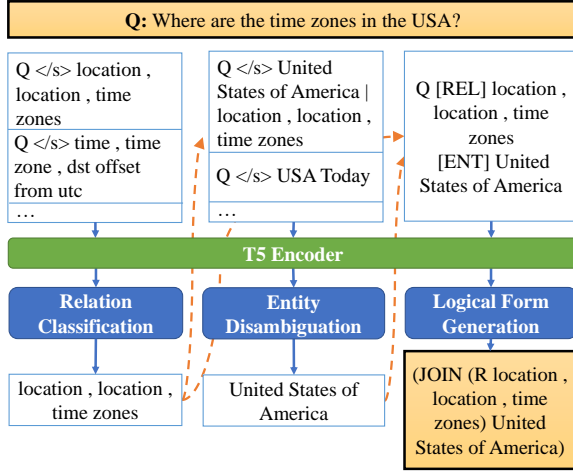 Q: Where are the time zones in the USA?
Q </s> location ,
location , time
zones
Q </s> time , time
zone , dst offset
from utc
…
Q </s> United
States of America |
location , location ,
time zones
Q </s> USA Today
…
Q [REL] location ,
location , time
zones
[ENT] United
States of America
T5 Encoder
Relation
Classification
Entity
Disambiguation
Logical Form
Generation
location , location ,
time zones
United States of
America
(JOIN (R location ,
location , time
zones) United
States of America)